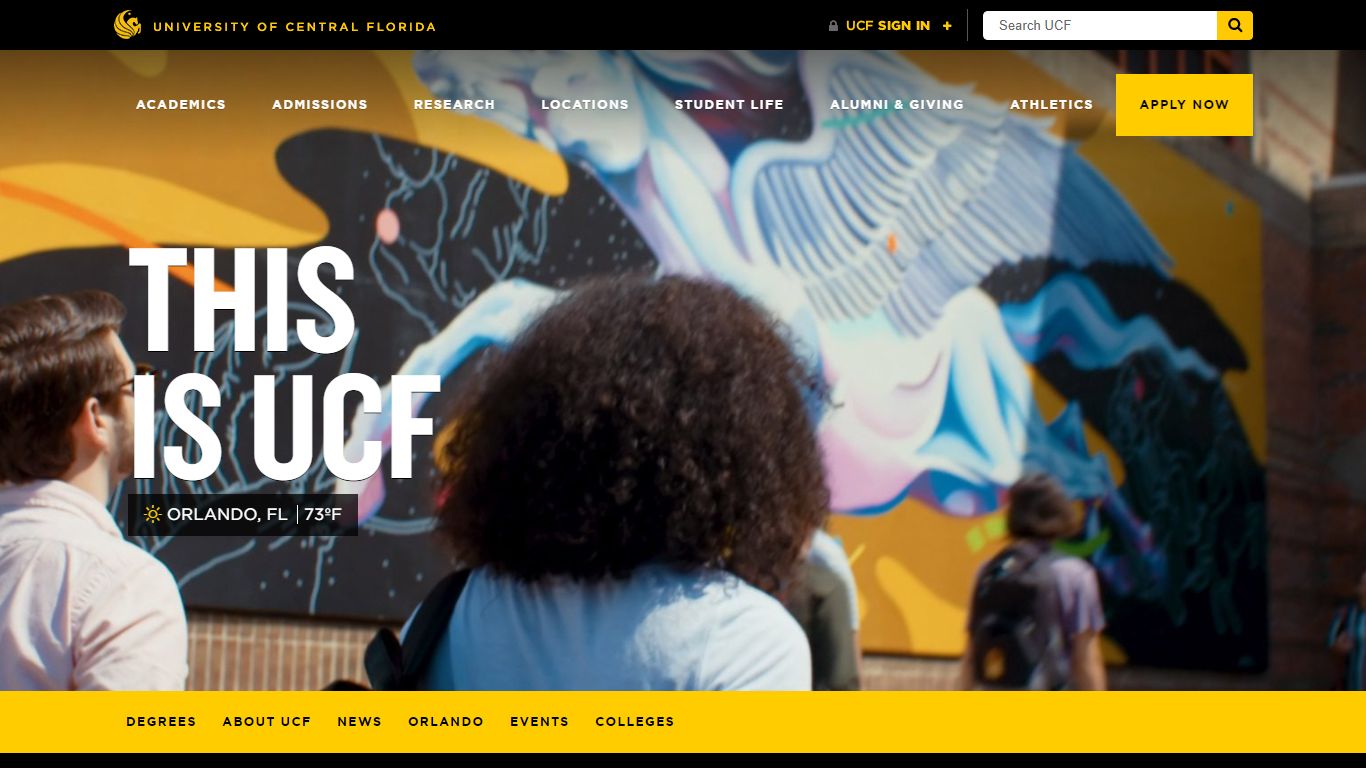 UNIVERSITY OF CENTRAL FLORIDA
UCF SIGN IN +
Search UCF
ACADEMICS
ADMISSIONS
RESEARCH
LOCATIONS
STUDENT LIFE
ALUMNI & GIVING
ATHLETICS
APPLY NOW
THIS
IS UCF
ORLANDO, FL | 73ºF
DEGREES
ABOUT UCF
NEWS
ORLANDO
EVENTS
COLLEGES